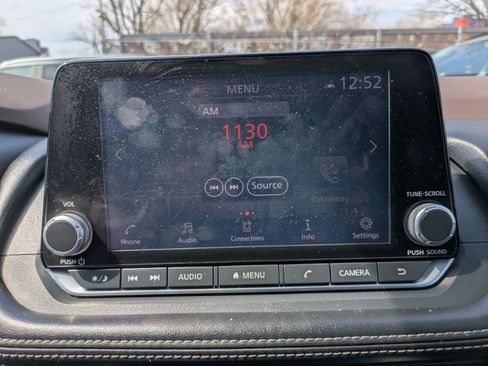 MENU 12:52
AM
1130
AM
Source
Call History
Phone Audio Connections Info Settings
VOL
PUSH
TUNE•SCROLL
PUSH SOUND
AUDIO MENU CAMERA